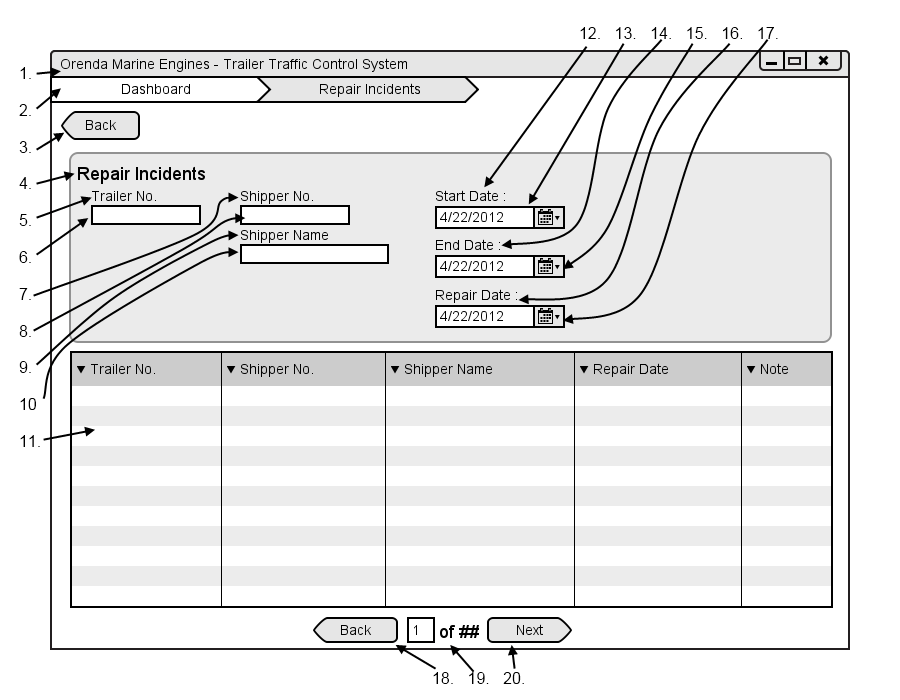 12. 13. 14. 15. 16. 17.
1. Orenda Marine Engines - Trailer Traffic Control System
2. Dashboard Repair Incidents
3. Back
4. Repair Incidents
5. Trailer No. Shipper No. Start Date :
6. 4/22/2012
Shipper Name End Date :
7. 4/22/2012
8. Repair Date :
4/22/2012
9. Trailer No. Shipper No. Shipper Name Repair Date Note
10
11.
Back 1 of ## Next
18. 19. 20.